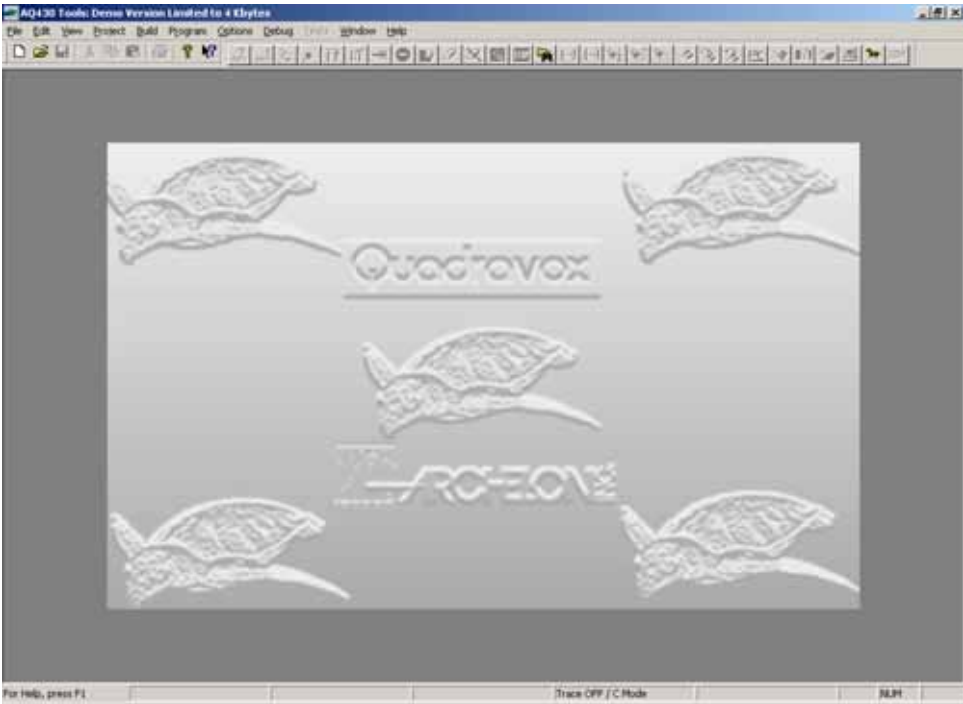 AQ430 Tools: Demo Version Limited to 4 Kbytes
File Edit View Project Build Program Options Debug Window Help
Quadravox
ARCHELON
For Help, press F1 Trace OFF / C Mode NUM